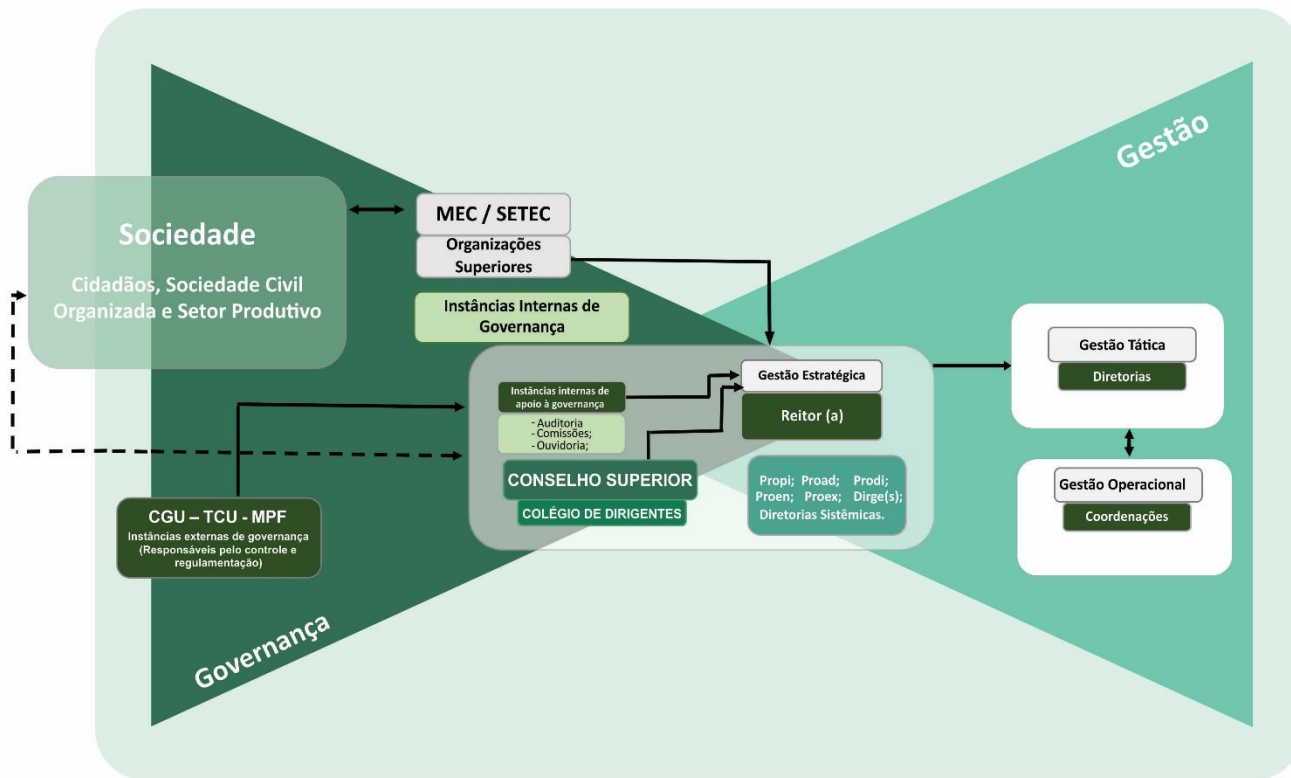 Gestão
Sociedade
Cidadãos, Sociedade Civil
Organizada e Setor Produtivo
MEC / SETEC
Organizações
Superiores
Instâncias Internas de
Governança
Instâncias internas de
apoio à governança
- Auditoria
- Comissões;
- Ouvidoria;
CONSELHO SUPERIOR
COLÉGIO DE DIRIGENTES
Gestão Estratégica
Reitor (a)
Propi; Proad; Prodi;
Proen; Proex; Dirge(s);
Diretorias Sistêmicas.
Gestão Tática
Diretorias
Gestão Operacional
Coordenações
CGU – TCU - MPF
Instâncias externas de governança
(Responsáveis pelo controle e
regulamentação)
Governança